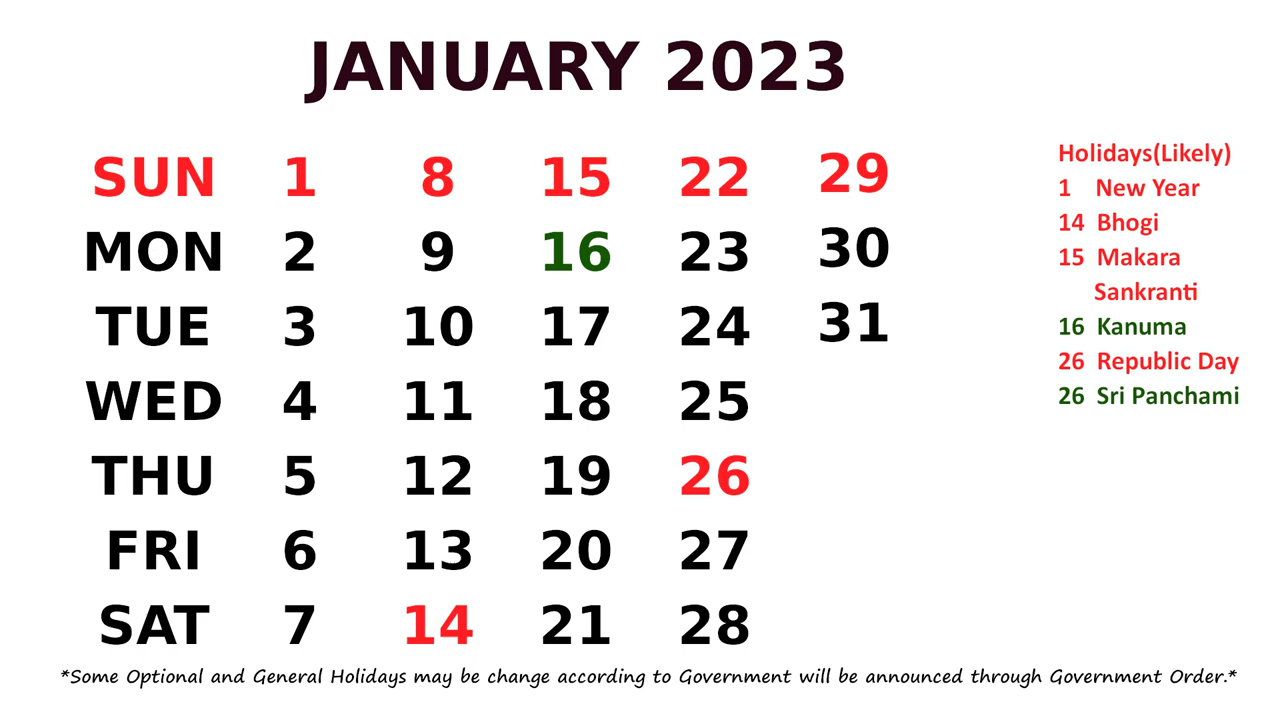 JANUARY 2023
SUN 1 8 15 22 29
MON 2 9 16 23 30
TUE 3 10 17 24 31
WED 4 11 18 25
THU 5 12 19 26
FRI 6 13 20 27
SAT 7 14 21 28
Holidays(Likely)
1 New Year
14 Bhogi
15 Makara
Sankranti
16 Kanuma
26 Republic Day
26 Sri Panchami
*Some Optional and General Holidays may be change according to Government will be announced through Government Order.*